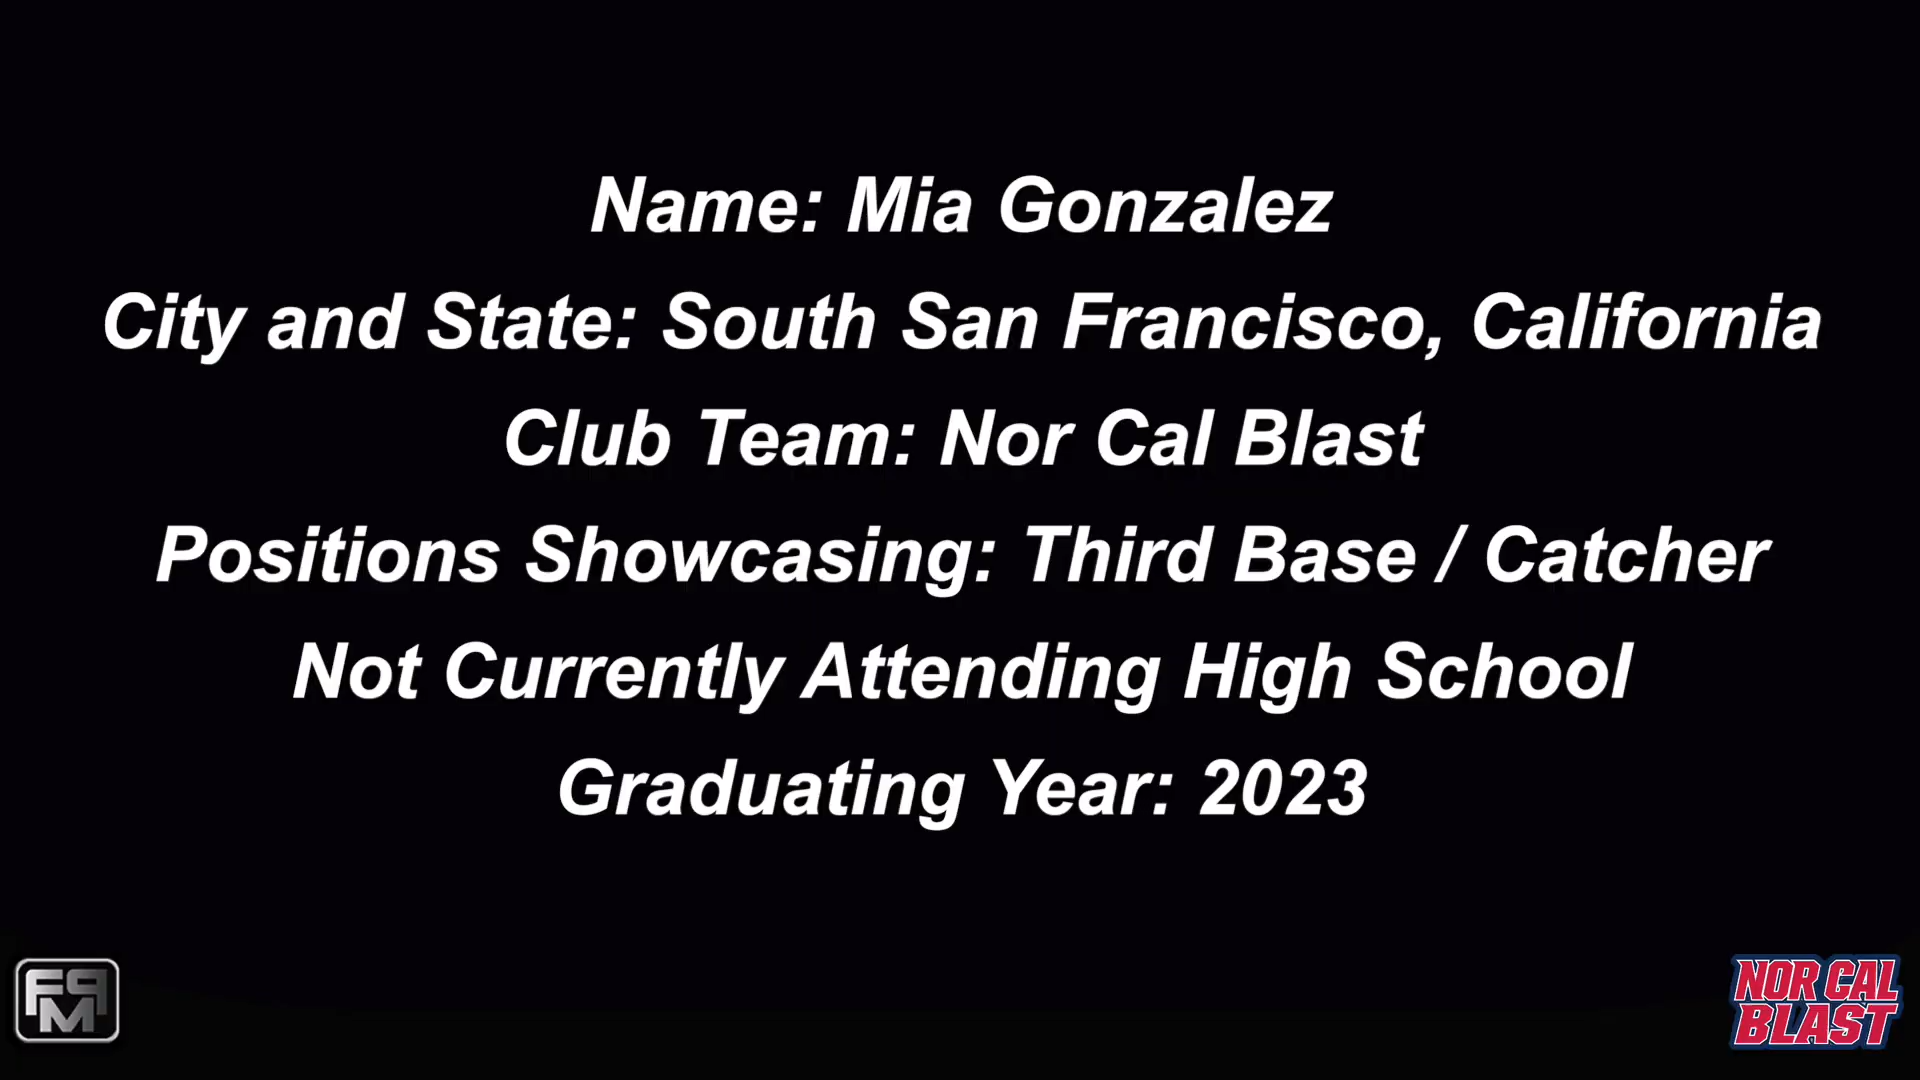 Name: Mia Gonzalez
City and State: South San Francisco, California
Club Team: Nor Cal Blast
Positions Showcasing: Third Base / Catcher
Not Currently Attending High School
Graduating Year: 2023
FPM
NOR CAL
BLAST